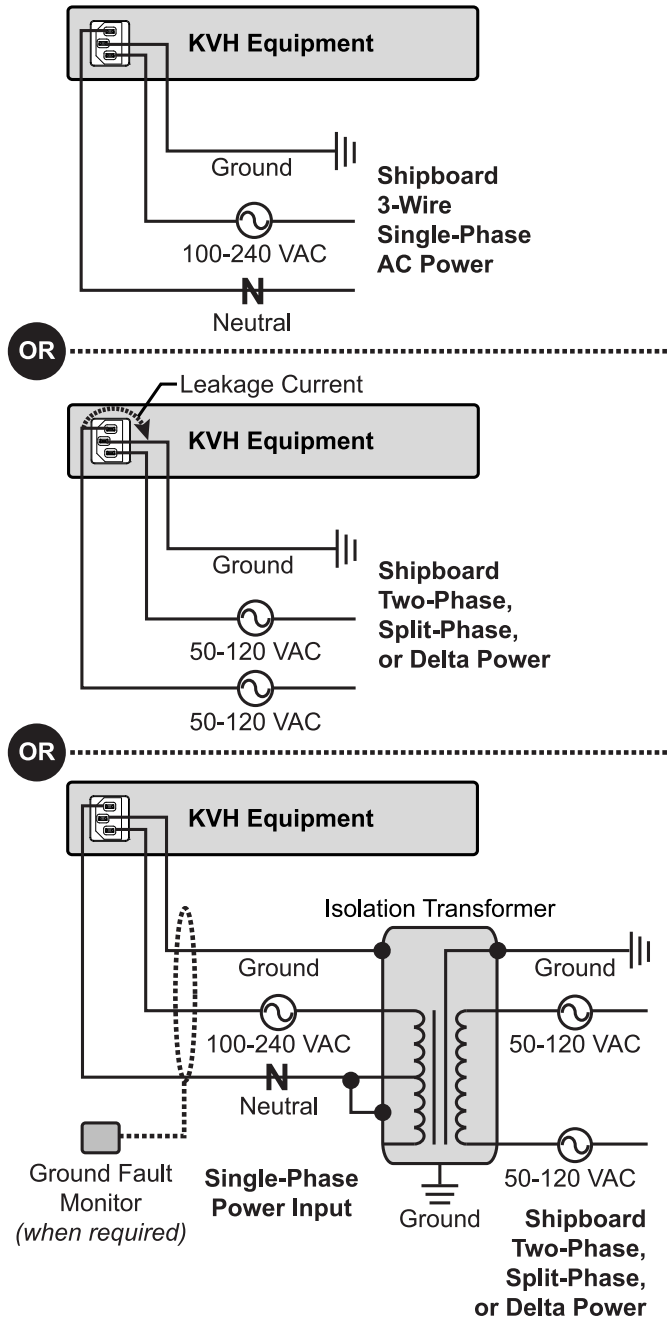 KVH Equipment
Ground
100-240 VAC
N
Neutral
Shipboard
3-Wire
Single-Phase
AC Power
OR
Leakage Current
KVH Equipment
Ground
50-120 VAC
50-120 VAC
Shipboard
Two-Phase,
Split-Phase,
or Delta Power
OR
KVH Equipment
Isolation Transformer
Ground
Ground
100-240 VAC
50-120 VAC
N
Neutral
Ground Fault
Monitor
(when required)
Single-Phase
Power Input
Ground
50-120 VAC
Shipboard
Two-Phase,
Split-Phase,
or Delta Power